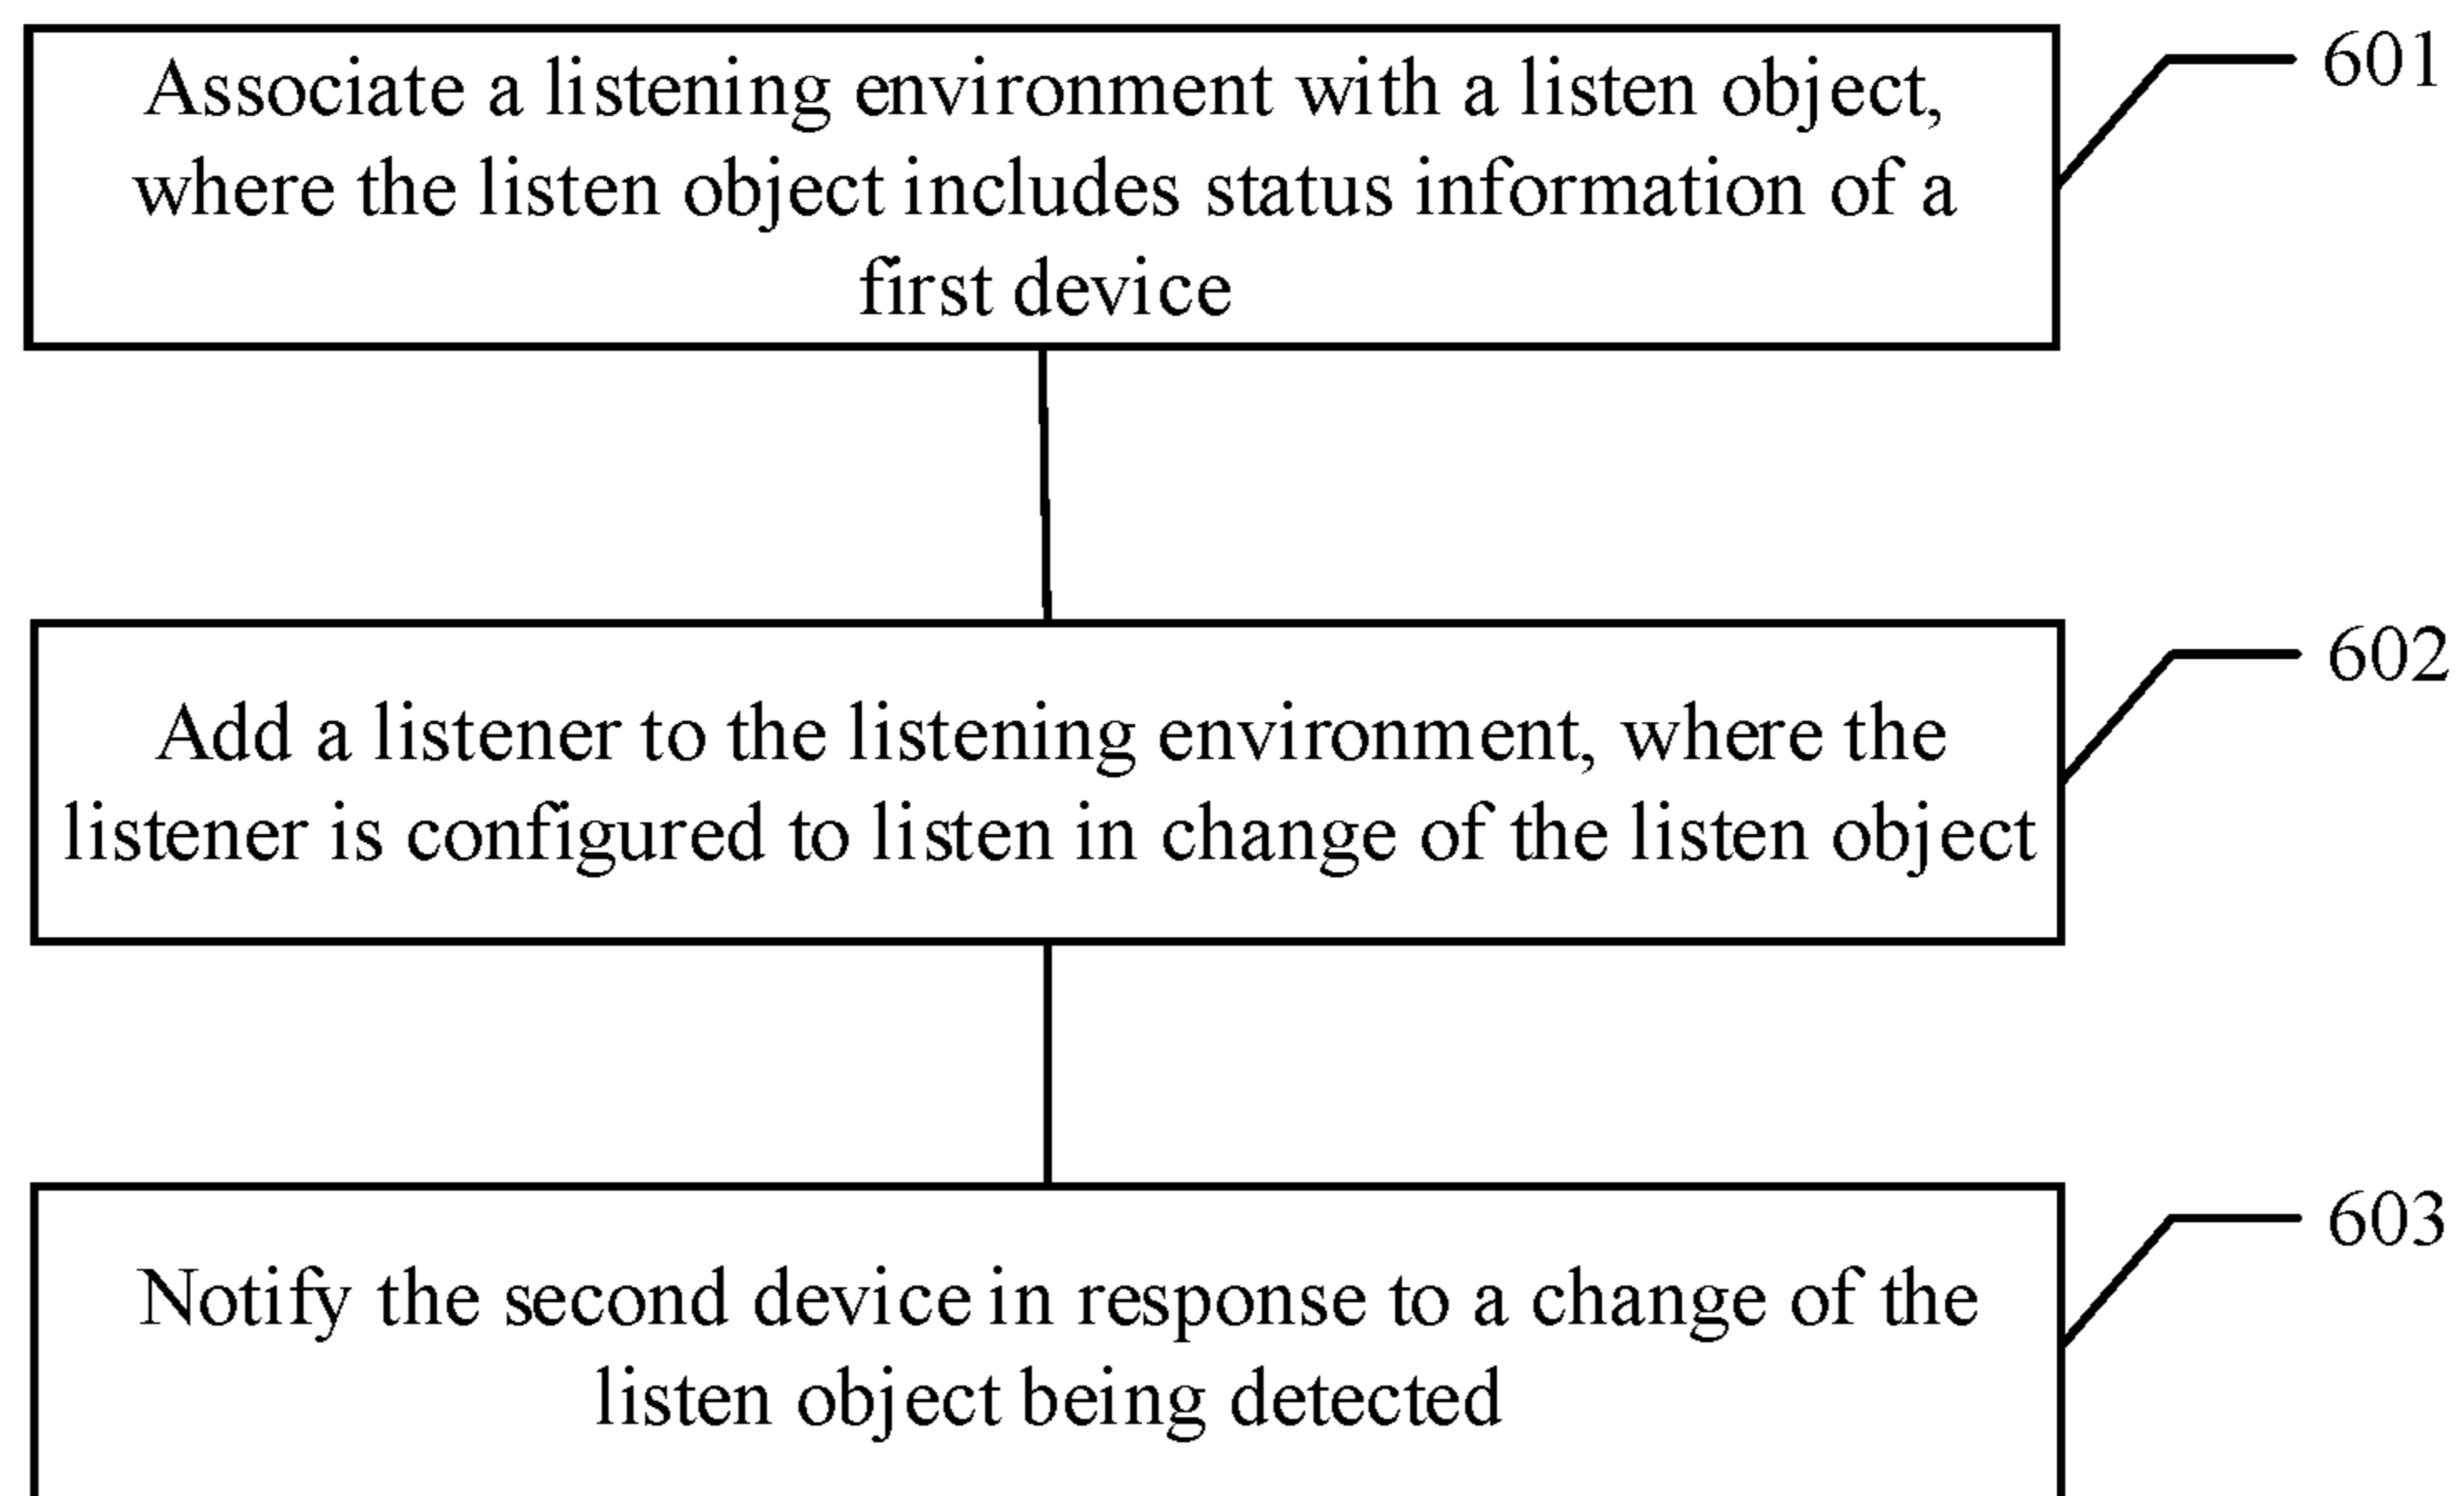 Associate a listening environment with a listen object,
where the listen object includes status information of a
first device
601
Add a listener to the listening environment, where the
listener is configured to listen in change of the listen object
602
Notify the second device in response to a change of the
listen object being detected
603